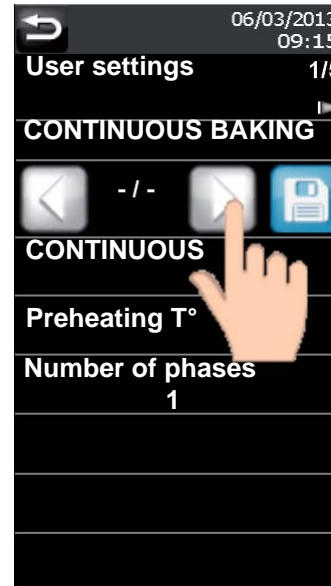 06/03/2013
09:15
User settings 1/5
CONTINUOUS BAKING
- / -
CONTINUOUS
Preheating T°
Number of phases
1